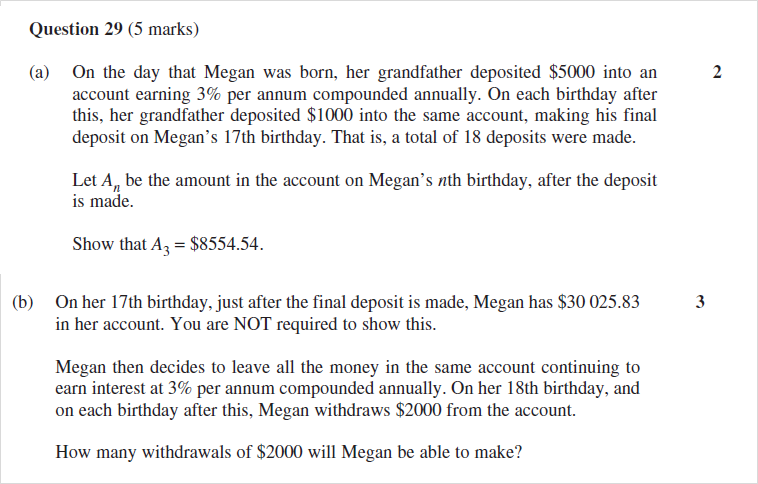 Question 29 (5 marks)
(a) On the day that Megan was born, her grandfather deposited $5000 into an 2
account earning 3% per annum compounded annually. On each birthday after
this, her grandfather deposited $1000 into the same account, making his final
deposit on Megan's 17th birthday. That is, a total of 18 deposits were made.
Let Aₙ be the amount in the account on Megan's nth birthday, after the deposit
is made.
Show that A₃ = $8554.54.
(b) On her 17th birthday, just after the final deposit is made, Megan has $30 025.83 3
in her account. You are NOT required to show this.
Megan then decides to leave all the money in the same account continuing to
earn interest at 3% per annum compounded annually. On her 18th birthday, and
on each birthday after this, Megan withdraws $2000 from the account.
How many withdrawals of $2000 will Megan be able to make?